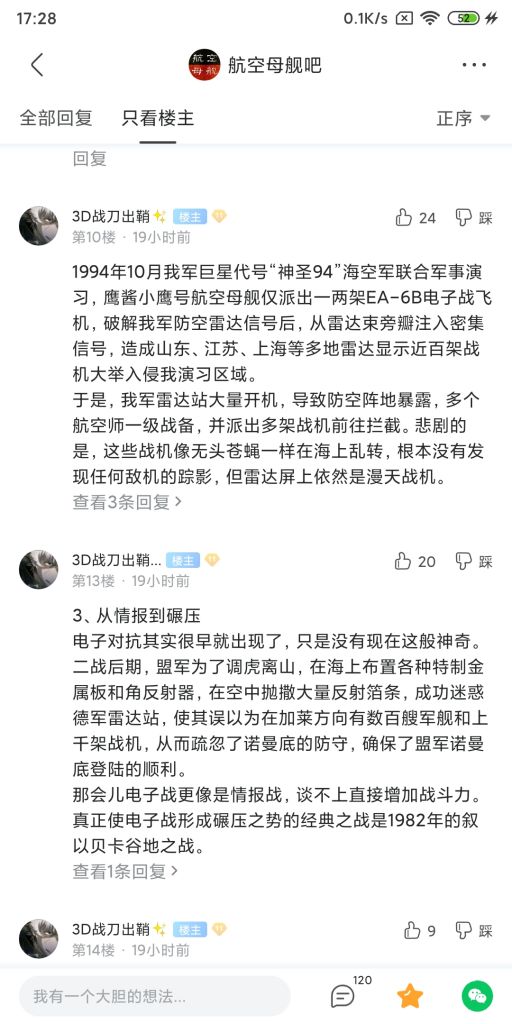 17:28
0.1K/s
52
航空母舰
航空母舰吧
全部回复
只看楼主
正序
回复
3D战刀出鞘
楼主
24
踩
第10楼 · 19小时前
1994年10月我军巨星代号“神圣94”海空军联合军事演
习，鹰酱小鹰号航空母舰仅派出一两架EA-6B电子战飞
机，破解我军防空雷达信号后，从雷达束旁瓣注入密集
信号，造成山东、江苏、上海等多地雷达显示近百架战
机大举入侵我演习区域。
于是，我军雷达站大量开机，导致防空阵地暴露，多个
航空师一级战备，并派出多架战机前往拦截。悲剧的
是，这些战机像无头苍蝇一样在海上乱转，根本没有发
现任何敌机的踪影，但雷达屏上依然是漫天战机。
查看3条回复
3D战刀出鞘...
楼主
20
踩
第13楼 · 19小时前
3、从情报到碾压
电子对抗其实很早就出现了，只是没有现在这般神奇。
二战后期，盟军为了调虎离山，在海上布置各种特制金
属板和角反射器，在空中抛撒大量反射箔条，成功迷惑
德军雷达站，使其误以为在加莱方向有数百艘军舰和上
千架战机，从而疏忽了诺曼底的防守，确保了盟军诺曼
底登陆的顺利。
那会儿电子战更像是情报战，谈不上直接增加战斗力。
真正使电子战形成碾压之势的经典之战是1982年的叙
以贝卡谷地之战。
查看1条回复
3D战刀出鞘
楼主
9
踩
第14楼 · 19小时前
我有一个大胆的想法...
120